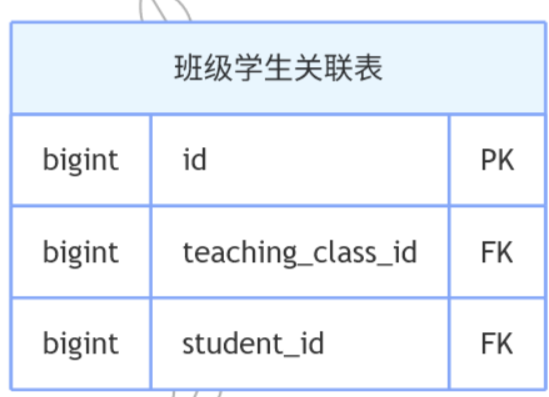 班级学生关联表
bigint id PK
bigint teaching_class_id FK
bigint student_id FK